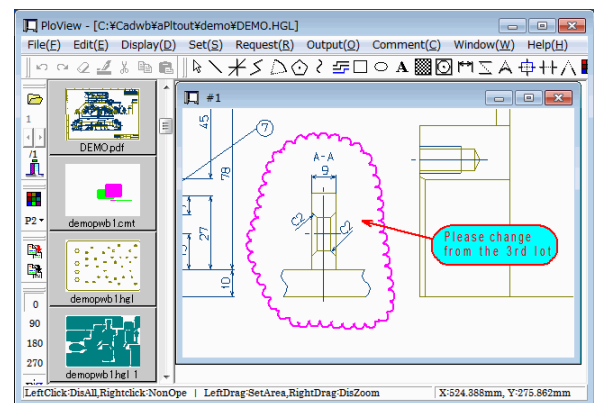 PloView - [C:¥Cadwb¥aPltout¥demo¥DEMO.HGL]
File(F) Edit(E) Display(D) Set(S) Request(R) Output(O) Comment(C) Window(W) Help(H)
A
1
/1
P2
0
90
180
270
DEMO.pdf
demopwb1.cmt
demopwb1.hgl
demopwb1.hgl 1
#1
45
7
78
27
10
A-A
9
C2
C2
Please change
from the 3rd lot
LeftClick:DisAll,Rightclick:NonOpe | LeftDrag:SetArea,RightDrag:DisZoom
X:524.388mm, Y:275.862mm